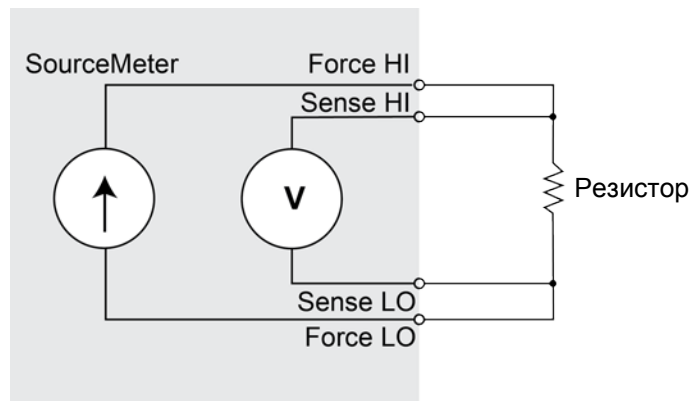 SourceMeter
Force HI
Sense HI
V
Резистор
Sense LO
Force LO